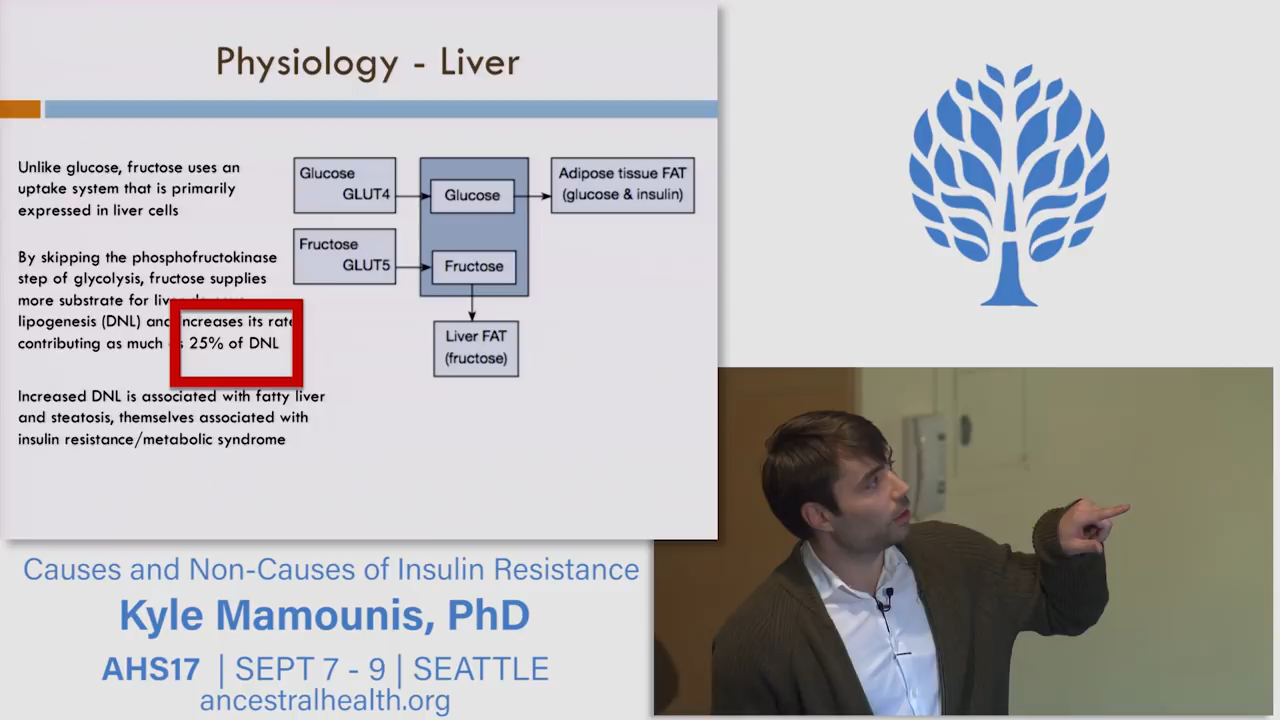 Physiology - Liver
Unlike glucose, fructose uses an
uptake system that is primarily
expressed in liver cells
By skipping the phosphofructokinase
step of glycolysis, fructose supplies
more substrate for
lipogenesis (DNL) and increases its rate
contributing as much 25% of DNL
Increased DNL is associated with fatty liver
and steatosis, themselves associated with
insulin resistance/metabolic syndrome
Glucose
GLUT4
Glucose
Adipose tissue FAT
(glucose & insulin)
Fructose
GLUT5
Fructose
Liver FAT
(fructose)
Causes and Non-Causes of Insulin Resistance
Kyle Mamounis, PhD
AHS17 | SEPT 7 - 9 | SEATTLE
ancestralhealth.org